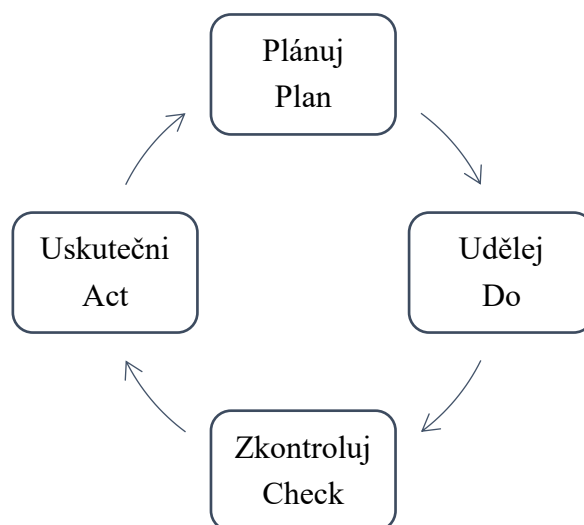 Plánuj
Plan
Udělej
Do
Zkontroluj
Check
Uskutečni
Act